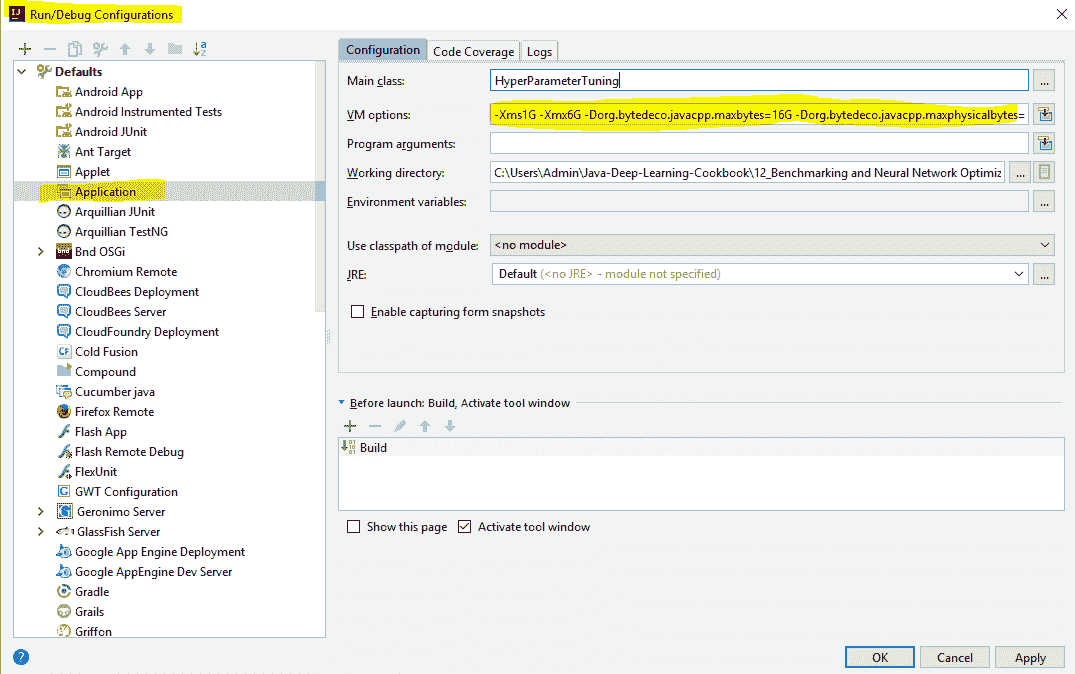 Run/Debug Configurations
Defaults
Android App
Android Instrumented Tests
Android JUnit
Ant Target
Applet
Application
Arquillian JUnit
Arquillian TestNG
Bnd OSGi
Chromium Remote
CloudBees Deployment
CloudBees Server
CloudFoundry Deployment
Cold Fusion
Compound
Cucumber java
Firefox Remote
Flash App
Flash Remote Debug
FlexUnit
GWT Configuration
Geronimo Server
GlassFish Server
Google App Engine Deployment
Google AppEngine Dev Server
Gradle
Grails
Griffon
Configuration Code Coverage Logs
Main class: HyperParameterTuning ...
VM options: -Xms1G -Xmx6G -Dorg.bytedeco.javacpp.maxbytes=16G -Dorg.bytedeco.javacpp.maxphysicalbytes=
Program arguments:
Working directory: C:\Users\Admin\Java-Deep-Learning-Cookbook\12_Benchmarking and Neural Network Optimiz ...
Environment variables: ...
Use classpath of module: <no module>
JRE: Default (<no JRE> - module not specified) ...
Enable capturing form snapshots
Before launch: Build, Activate tool window
Build
Show this page Activate tool window
? OK Cancel Apply